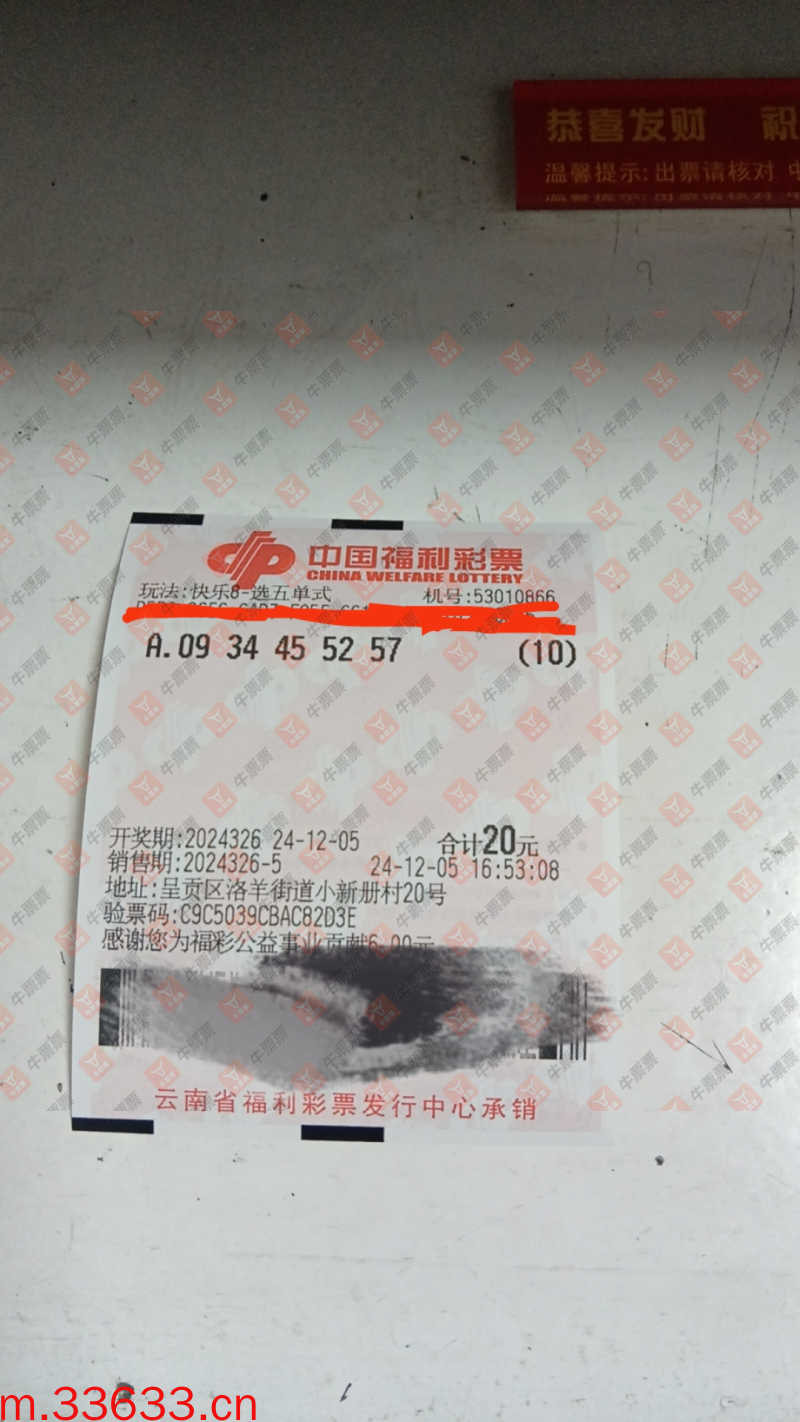 恭喜发财 祝
温馨提示:出票请核对 中
中国福利彩票
CHINA WELFARE LOTTERY
玩法:快乐8-选五单式 机号:53010866
A.09 34 45 52 57 (10)
开奖期:2024326 24-12-05 合计20元
销售期:2024326-5 24-12-05 16:53:08
地址:呈贡区洛羊街道小新册村20号
验票码:C9C5039CBAC82D3E
感谢您为福彩公益事业贡献6.00元
云南省福利彩票发行中心承销
牛票票
m.33633.cn